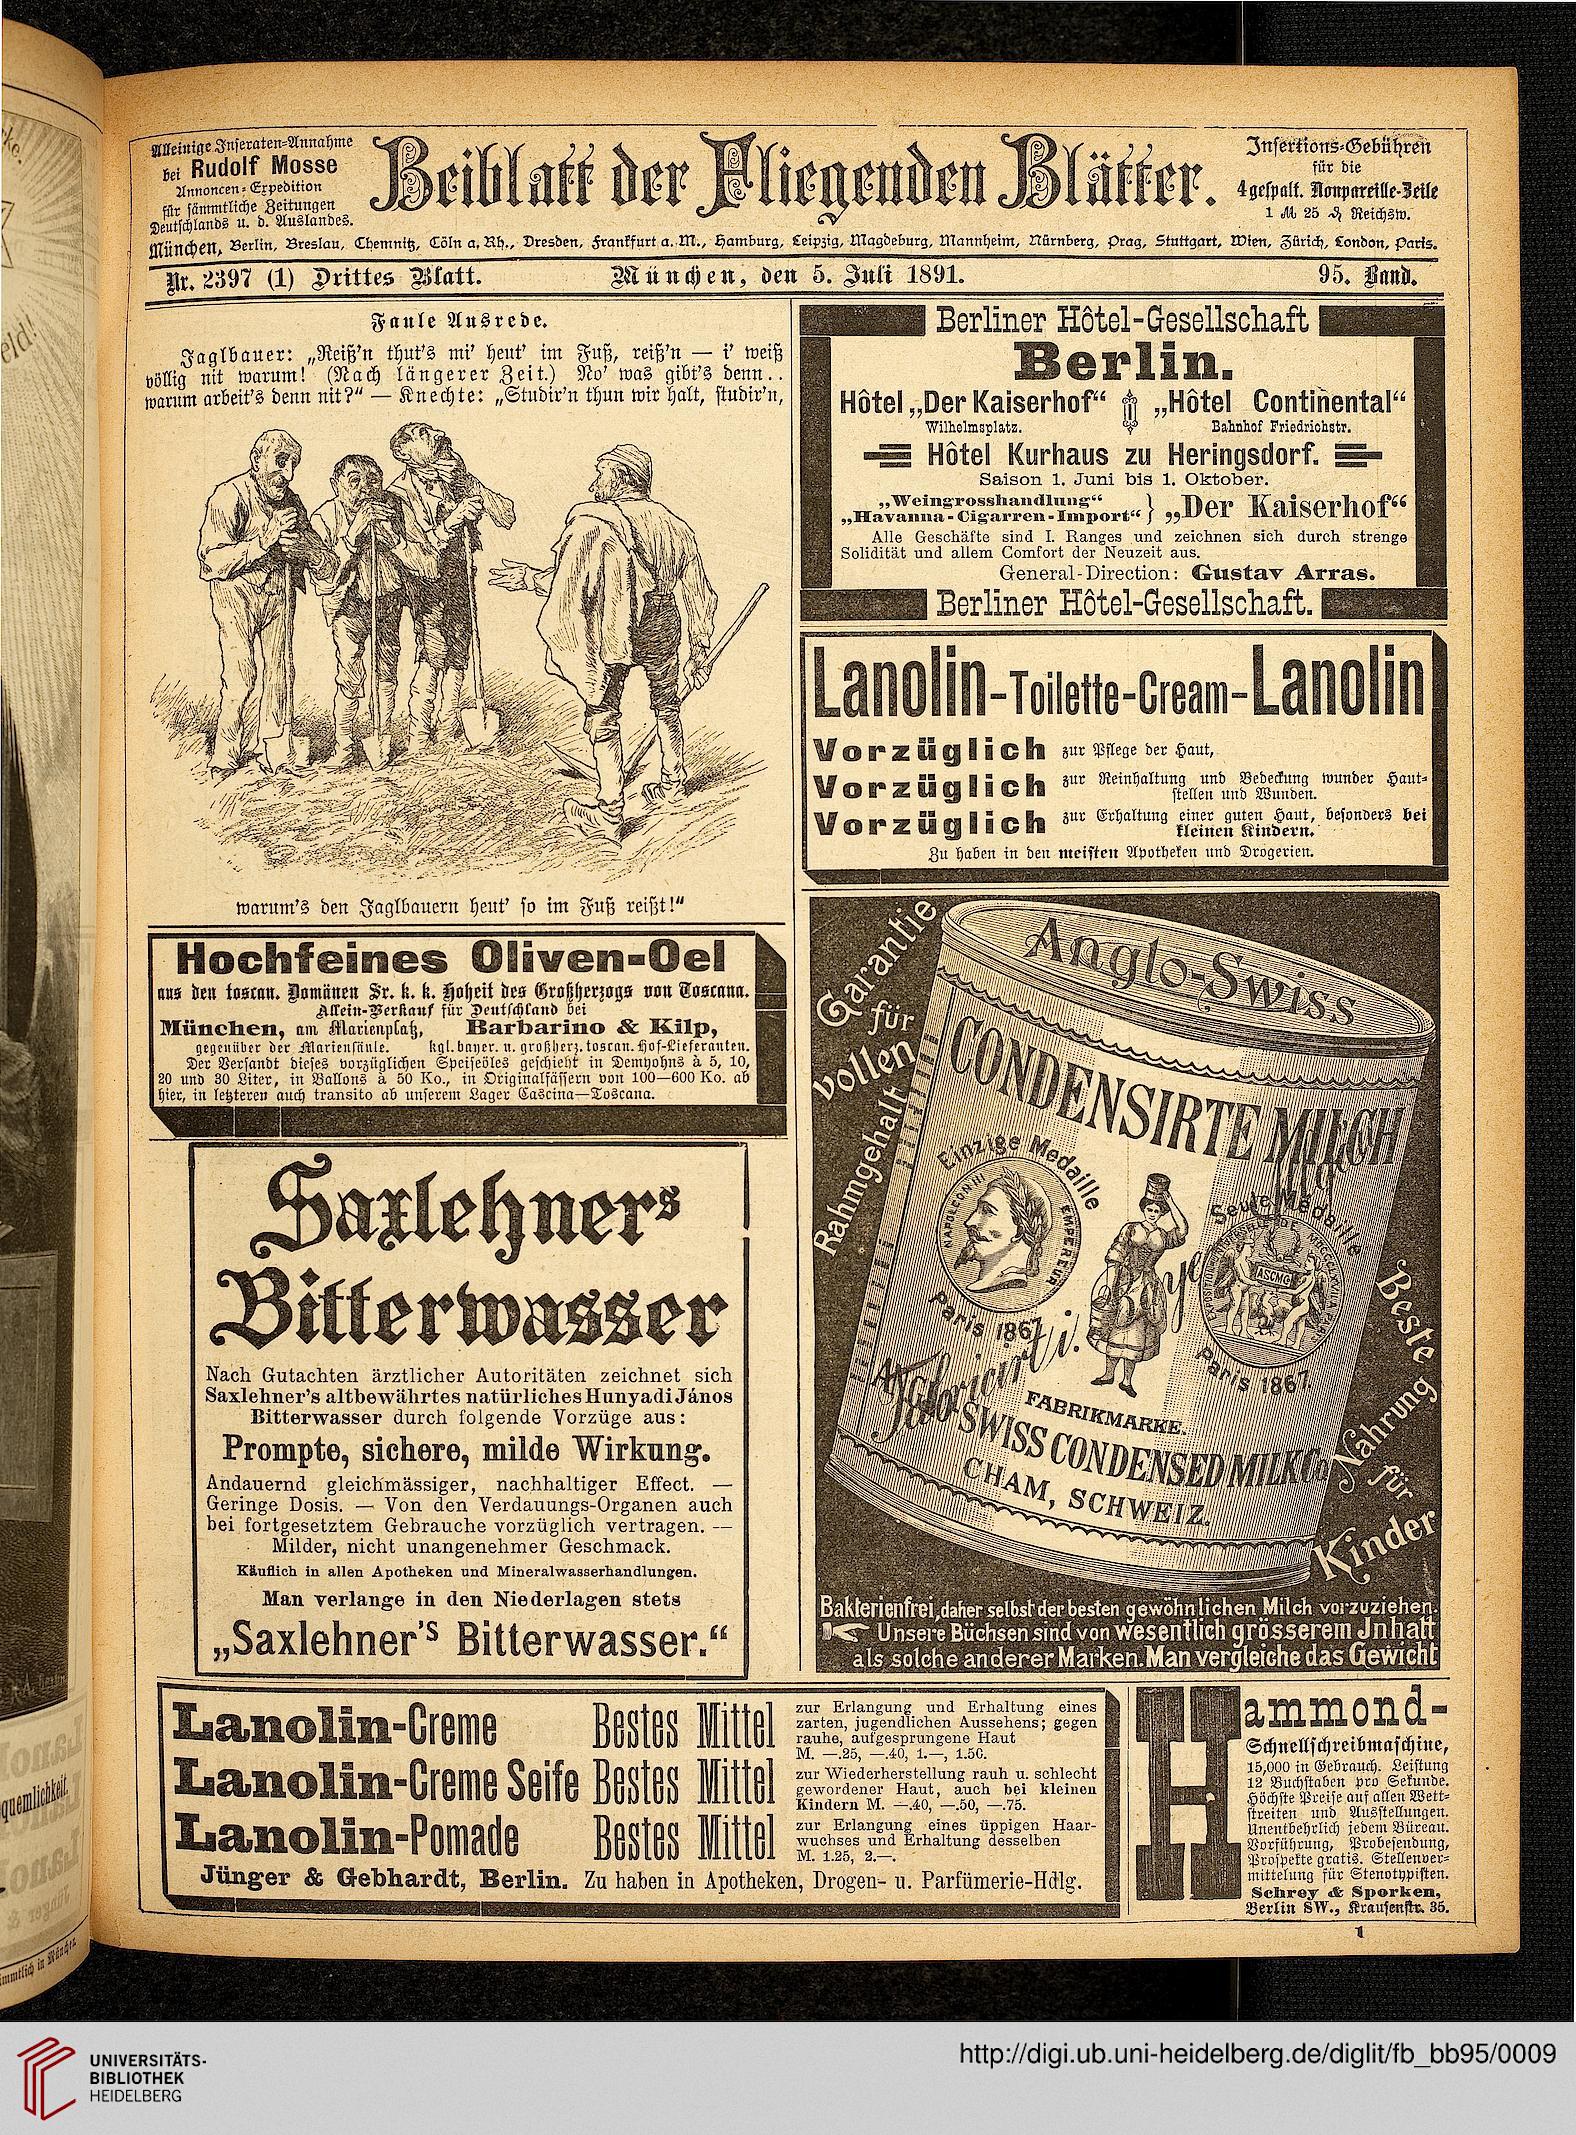 Alleinige Inseraten-Annahme
bei Rudolf Mosse
Annoncen-Expedition
für sämmtliche Zeitungen
Deutschlands u. d. Auslandes.
Beiblatt der Fliegenden Blätter.
Insertions-Gebühren
für die
4gespalt. Nonpareille-Zeile
1 ℳ 25 ₰ Reichsw.
München, Berlin, Breslau, Chemnitz, Cöln a. Rh., Dresden, Frankfurt a. M., Hamburg, Leipzig, Magdeburg, Mannheim, Nürnberg, Prag, Stuttgart, Wien, Zürich, London, Paris.
Nr. 2397 (1) Drittes Blatt. München, den 5. Juli 1891. 95. Band.
Faule Ausrede.
Jaglbauer: „Reiß'n thut's mi' heut' im Fuß, reiß'n — i' weiß
völlig nit warum! (Nach längerer Zeit.) No' was gibt's denn ..
warum arbeit's denn nit?" — Knechte: „Studir'n thun wir halt, studir'n,
warum's den Jaglbauern heut' so im Fuß reißt!"
Hochfeines Oliven-Oel
aus den toscan. Domänen Sr. k. k. Hoheit des Großherzogs von Toscana.
Allein-Verkauf für Deutschland bei
München, am Marienplatz, Barbarino & Kilp,
gegenüber der Mariensäule. kgl. bayer. u. großherz. toscan. Hof-Lieferanten.
Der Versandt dieses vorzüglichen Speiseöles geschieht in Demyohns à 5, 10,
20 und 30 Liter, in Ballons à 50 Ko., in Originalfässern von 100—600 Ko. ab
hier, in letzteren auch transito ab unserem Lager Cascina—Toscana.
Saxlehners
Bitterwasser
Nach Gutachten ärztlicher Autoritäten zeichnet sich
Saxlehner's altbewährtes natürliches Hunyadi János
Bitterwasser durch folgende Vorzüge aus:
Prompte, sichere, milde Wirkung.
Andauernd gleichmässiger, nachhaltiger Effect. —
Geringe Dosis. — Von den Verdauungs-Organen auch
bei fortgesetztem Gebrauche vorzüglich vertragen. —
Milder, nicht unangenehmer Geschmack.
Käuflich in allen Apotheken und Mineralwasserhandlungen.
Man verlange in den Niederlagen stets
„Saxlehner's Bitterwasser."
Berliner Hôtel-Gesellschaft
Berlin.
Hôtel „Der Kaiserhof" „Hôtel Continental"
Wilhelmsplatz. Bahnhof Friedrichstr.
Hôtel Kurhaus zu Heringsdorf.
Saison 1. Juni bis 1. Oktober.
„Weingrosshandlung"
„Havanna-Cigarren-Import" } „Der Kaiserhof"
Alle Geschäfte sind I. Ranges und zeichnen sich durch strenge
Solidität und allem Comfort der Neuzeit aus.
General-Direction: Gustav Arras.
Berliner Hôtel-Gesellschaft.
Lanolin-Toilette-Cream-Lanolin
Vorzüglich zur Pflege der Haut,
Vorzüglich zur Reinhaltung und Bedeckung wunder Haut-
stellen und Wunden.
Vorzüglich zur Erhaltung einer guten Haut, besonders bei
kleinen Kindern.
Zu haben in den meisten Apotheken und Drogerien.
Garantie
für
vollen
Rahmgehalt
Anglo-Swiss
CONDENSIRTE MILCH
Einzige Medaille
NAPOLEON III EMPEREUR
Paris 1867
Seule Médaille
ASCMC
Paris 1867.
FABRIKMARKE.
ANGLO-SWISS CONDENSED MILK Co
CHAM, SCHWEIZ.
Beste
Nahrung
für
Kinder
Bakterienfrei, daher selbst der besten gewöhnlichen Milch vorzuziehen.
Unsere Büchsen sind von wesentlich grösserem Jnhalt
als solche anderer Marken. Man vergleiche das Gewicht
Lanolin-Creme Bestes Mittel
zur Erlangung und Erhaltung eines
zarten, jugendlichen Aussehens; gegen
rauhe, aufgesprungene Haut
M. —.25, —.40, 1.—, 1.50.
Lanolin-Creme Seife Bestes Mittel
zur Wiederherstellung rauh u. schlecht
gewordener Haut, auch bei kleinen
Kindern M. —.40, —.50, —.75.
Lanolin-Pomade Bestes Mittel
zur Erlangung eines üppigen Haar-
wuchses und Erhaltung desselben
M. 1.25, 2.—.
Jünger & Gebhardt, Berlin. Zu haben in Apotheken, Drogen- u. Parfümerie-Hdlg.
Hammond-
Schnellschreibmaschine,
15,000 in Gebrauch. Leistung
12 Buchstaben pro Sekunde.
Höchste Preise auf allen Wett-
streiten und Ausstellungen.
Unentbehrlich jedem Büreau.
Vorführung, Probesendung,
Prospekte gratis. Stellenver-
mittelung für Stenotypisten.
Schrey & Sporken,
Berlin SW., Krausenstr. 35.
1
UNIVERSITÄTS-
BIBLIOTHEK
HEIDELBERG
http://digi.ub.uni-heidelberg.de/diglit/fb_bb95/0009